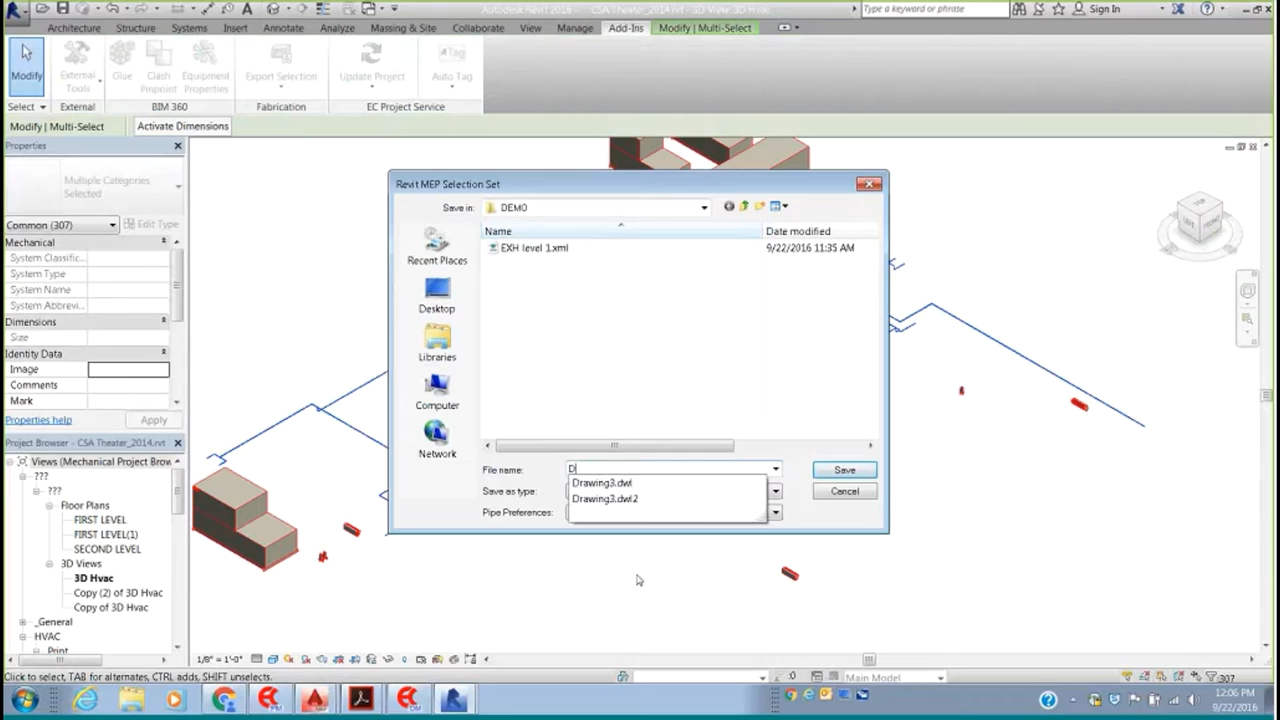 Autodesk Revit 2016 - CSA Theater_2014.rvt - 3D View: 3D Hvac
Type a keyword or phrase
Sign In
Architecture Structure Systems Insert Annotate Analyze Massing & Site Collaborate View Manage Add-Ins Modify | Multi-Select
Modify
External Tools
Glue
Clash Pinpoint
Equipment Properties
Export Selection
Update Project
Auto Tag
Select External BIM 360 Fabrication EC Project Service
Modify | Multi-Select Activate Dimensions
Properties
Multiple Categories Selected
Common (307) Edit Type
Mechanical
System Classific...
System Type
System Name
System Abbrevi...
Dimensions
Size
Identity Data
Image
Comments
Mark
Properties help Apply
Project Browser - CSA Theater_2014.rvt
Views (Mechanical Project Brow
???
???
Floor Plans
FIRST LEVEL
FIRST LEVEL(1)
SECOND LEVEL
3D Views
3D Hvac
Copy (2) of 3D Hvac
Copy of 3D Hvac
_General
HVAC
Print
Revit MEP Selection Set
Save in: DEMO
Name Date modified
EXH level 1.xml 9/22/2016 11:35 AM
Recent Places
Desktop
Libraries
Computer
Network
File name: D
Drawing3.dwl
Drawing3.dwl2
Save as type:
Pipe Preferences:
Save
Cancel
1/8" = 1'-0"
Click to select, TAB for alternates, CTRL adds, SHIFT unselects.
:0
Main Model
:307
12:06 PM
9/22/2016